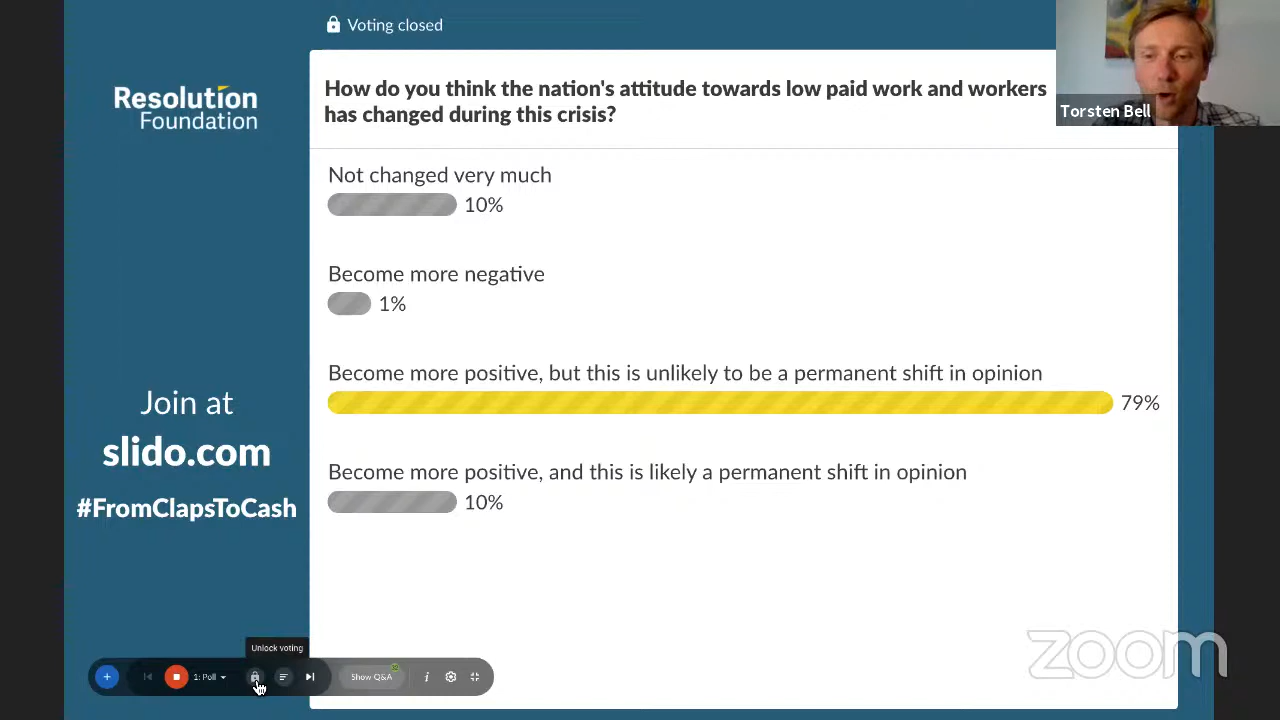 Voting closed
Resolution
Foundation
How do you think the nation's attitude towards low paid work and workers
has changed during this crisis?
Torsten Bell
Not changed very much
10%
Become more negative
1%
Become more positive, but this is unlikely to be a permanent shift in opinion
79%
Become more positive, and this is likely a permanent shift in opinion
10%
Join at
slido.com
#FromClapsToCash
Unlock voting
1: Poll
Show Q&A
zoom